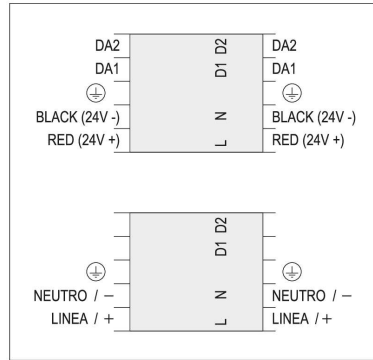 DA2 D2 DA2
DA1 D1 DA1
BLACK (24V -) N BLACK (24V -)
RED (24V +) L RED (24V +)
D2
D1
NEUTRO / − N NEUTRO / −
LINEA / + L LINEA / +